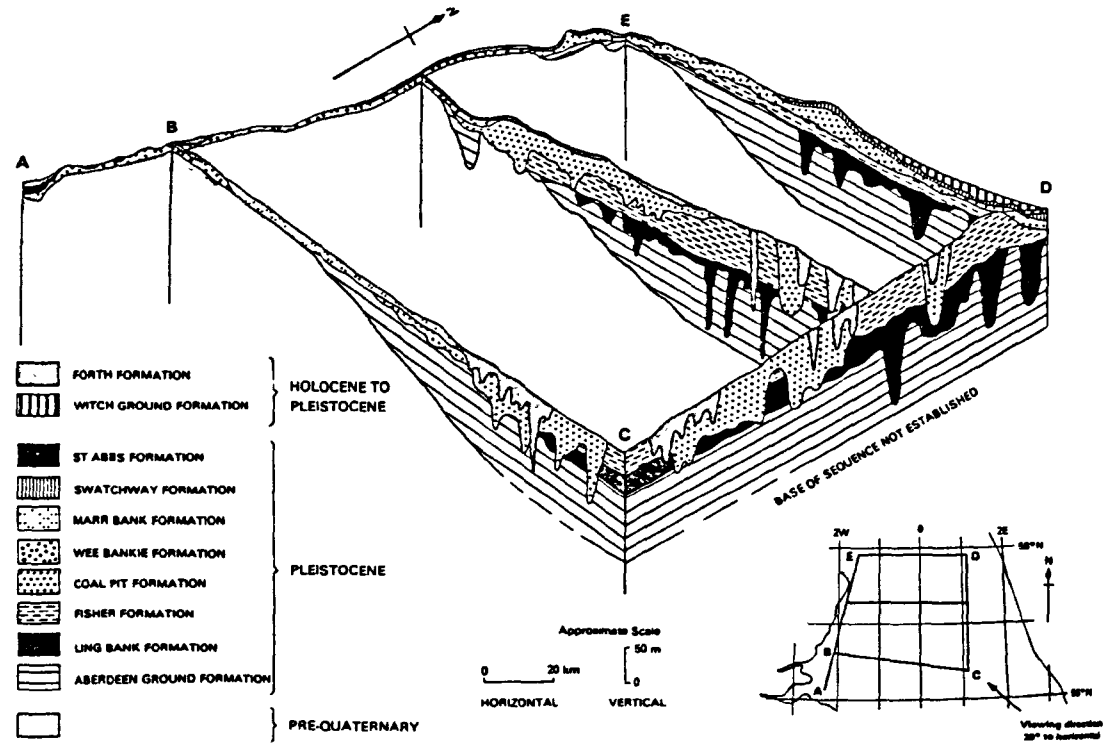 N
E
B
A
D
C
BASE OF SEQUENCE NOT ESTABLISHED
FORTH FORMATION
WITCH GROUND FORMATION
HOLOCENE TO
PLEISTOCENE
ST ABBS FORMATION
SWATCHWAY FORMATION
MARR BANK FORMATION
WEE BANKIE FORMATION
COAL PIT FORMATION
FISHER FORMATION
LING BANK FORMATION
ABERDEEN GROUND FORMATION
PLEISTOCENE
PRE-QUATERNARY
Approximate Scale
0 20 km
HORIZONTAL
50 m
0
VERTICAL
2W 0 2E
E D
N
B
C
A
Viewing direction
20° to horizontal